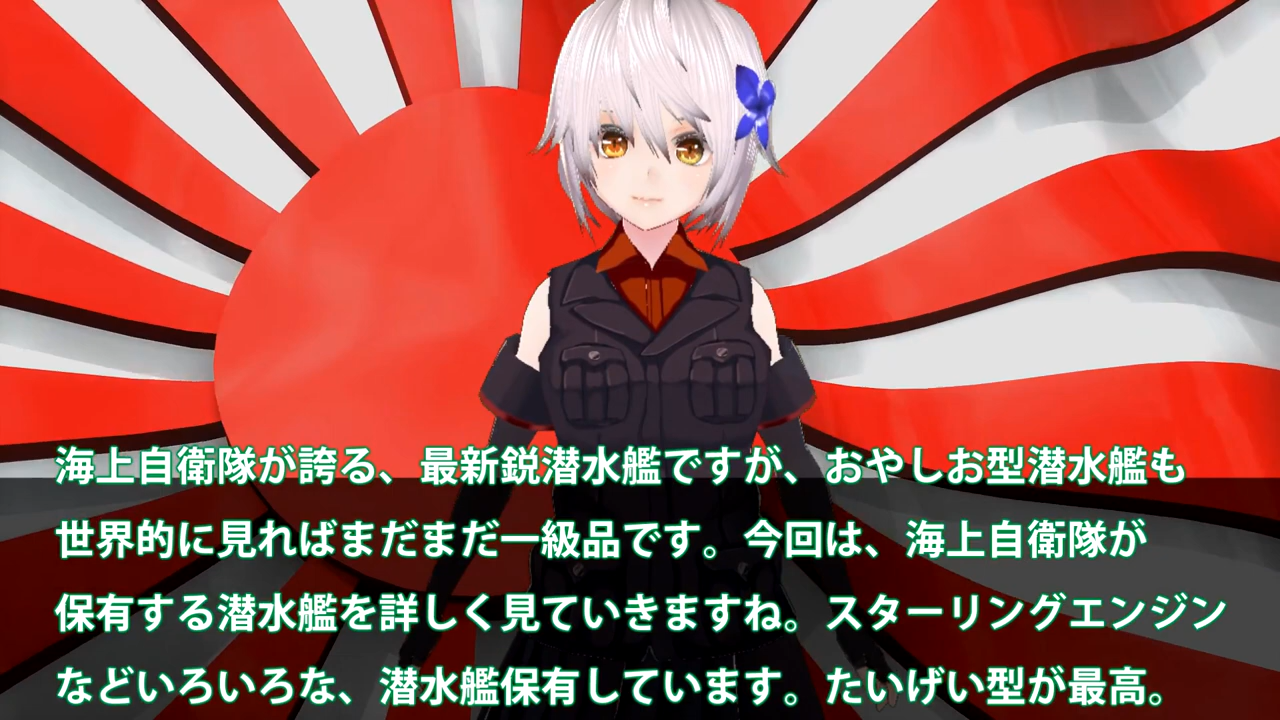 海上自衛隊が誇る、最新鋭潜水艦ですが、おやしお型潜水艦も
世界的に見ればまだまだ一級品です。今回は、海上自衛隊が
保有する潜水艦を詳しく見ていきますね。スターリングエンジン
などいろいろな、潜水艦保有しています。たいげい型が最高。